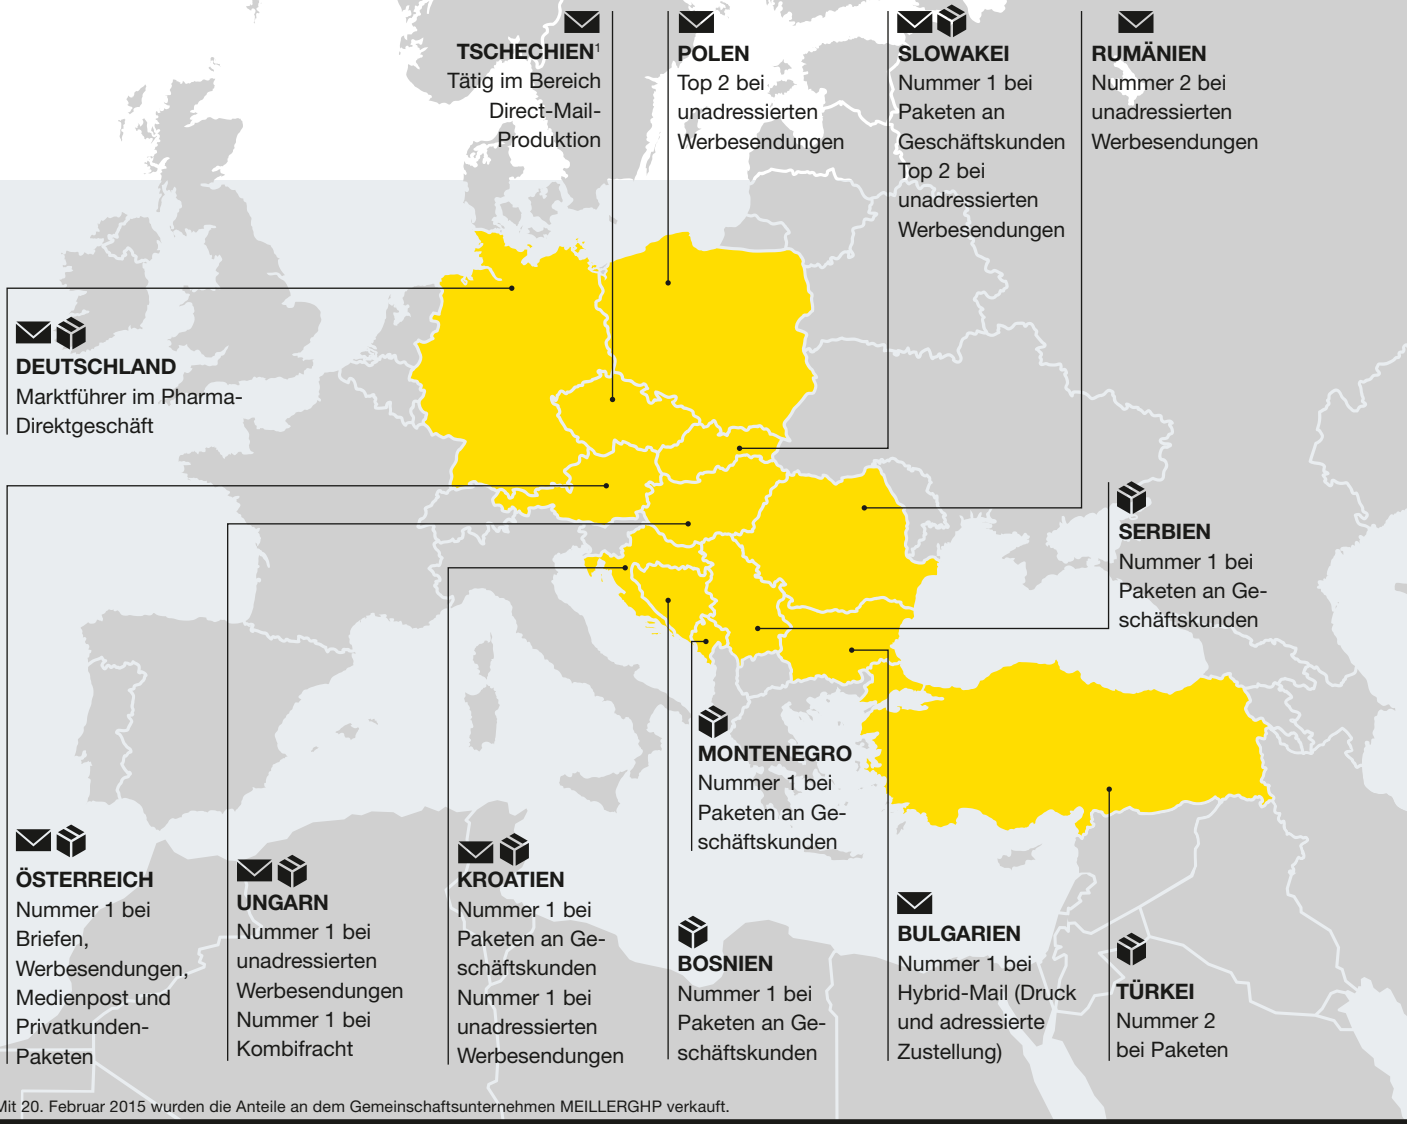 TSCHECHIEN¹
Tätig im Bereich
Direct-Mail-
Produktion
POLEN
Top 2 bei
unadressierten
Werbesendungen
SLOWAKEI
Nummer 1 bei
Paketen an
Geschäftskunden
Top 2 bei
unadressierten
Werbesendungen
RUMÄNIEN
Nummer 2 bei
unadressierten
Werbesendungen
DEUTSCHLAND
Marktführer im Pharma-
Direktgeschäft
SERBIEN
Nummer 1 bei
Paketen an Ge-
schäftskunden
MONTENEGRO
Nummer 1 bei
Paketen an Ge-
schäftskunden
ÖSTERREICH
Nummer 1 bei
Briefen,
Werbesendungen,
Medienpost und
Privatkunden-
Paketen
UNGARN
Nummer 1 bei
unadressierten
Werbesendungen
Nummer 1 bei
Kombifracht
KROATIEN
Nummer 1 bei
Paketen an Ge-
schäftskunden
Nummer 1 bei
unadressierten
Werbesendungen
BOSNIEN
Nummer 1 bei
Paketen an Ge-
schäftskunden
BULGARIEN
Nummer 1 bei
Hybrid-Mail (Druck
und adressierte
Zustellung)
TÜRKEI
Nummer 2
bei Paketen
Mit 20. Februar 2015 wurden die Anteile an dem Gemeinschaftsunternehmen MEILLERGHP verkauft.